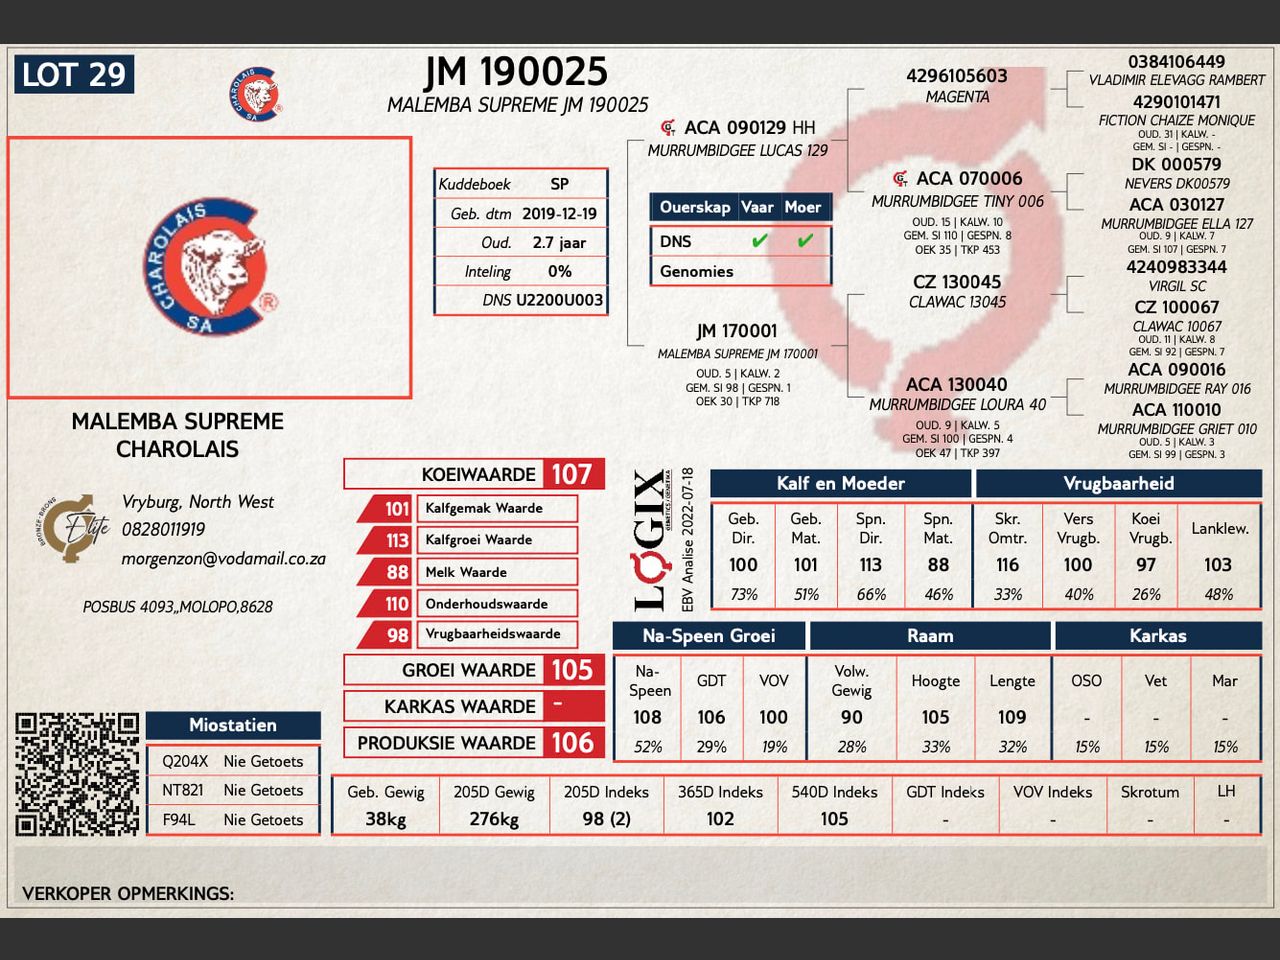 LOT 29
CHAROLAIS SA
JM 190025
MALEMBA SUPREME JM 190025
CHAROLAIS SA ®
Kuddeboek SP
Geb. dtm 2019-12-19
Oud. 2.7 jaar
Inteling 0%
DNS U2200U003
ACA 090129 HH
MURRUMBIDGEE LUCAS 129
Ouerskap Vaar Moer
DNS ✔ ✔
Genomies
JM 170001
MALEMBA SUPREME JM 170001
OUD. 5 | KALW. 2
GEM. SI 98 | GESPN. 1
OEK 30 | TKP 718
4296105603
MAGENTA
ACA 070006
MURRUMBIDGEE TINY 006
OUD. 15 | KALW. 10
GEM. SI 110 | GESPN. 8
OEK 35 | TKP 453
CZ 130045
CLAWAC 13045
ACA 130040
MURRUMBIDGEE LOURA 40
OUD. 9 | KALW. 5
GEM. SI 100 | GESPN. 4
OEK 47 | TKP 397
0384106449
VLADIMIR ELEVAGG RAMBERT
4290101471
FICTION CHAIZE MONIQUE
OUD. 31 | KALW. -
GEM. SI - | GESPN. -
DK 000579
NEVERS DK00579
ACA 030127
MURRUMBIDGEE ELLA 127
OUD. 9 | KALW. 7
GEM. SI 107 | GESPN. 7
4240983344
VIRGIL SC
CZ 100067
CLAWAC 10067
OUD. 11 | KALW. 8
GEM. SI 92 | GESPN. 7
ACA 090016
MURRUMBIDGEE RAY 016
ACA 110010
MURRUMBIDGEE GRIET 010
OUD. 5 | KALW. 3
GEM. SI 99 | GESPN. 3
MALEMBA SUPREME
CHAROLAIS
BRONZE-BRONS
Elite
Vryburg, North West
0828011919
morgenzon@vodamail.co.za
POSBUS 4093,,MOLOPO,8628
KOEIWAARDE 107
101 Kalfgemak Waarde
113 Kalfgroei Waarde
88 Melk Waarde
110 Onderhoudswaarde
98 Vrugbaarheidswaarde
GROEI WAARDE 105
KARKAS WAARDE -
PRODUKSIE WAARDE 106
LOGIX
EBV Analise 2022-07-18
Kalf en Moeder Vrugbaarheid
Geb. Dir. Geb. Mat. Spn. Dir. Spn. Mat. Skr. Omtr. Vers Vrugb. Koei Vrugb. Lanklew.
100 101 113 88 116 100 97 103
73% 51% 66% 46% 33% 40% 26% 48%
Na-Speen Groei Raam Karkas
Na-Speen GDT VOV Volw. Gewig Hoogte Lengte OSO Vet Mar
108 106 100 90 105 109 - - -
52% 29% 19% 28% 33% 32% 15% 15% 15%
Miostatien
Q204X Nie Getoets
NT821 Nie Getoets
F94L Nie Getoets
Geb. Gewig 205D Gewig 205D Indeks 365D Indeks 540D Indeks GDT Indeks VOV Indeks Skrotum LH
38kg 276kg 98 (2) 102 105 - - - -
VERKOPER OPMERKINGS: